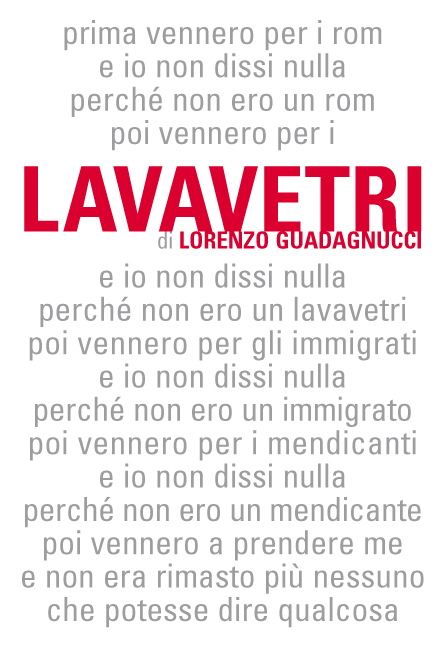 prima vennero per i rom
e io non dissi nulla
perché non ero un rom
poi vennero per i
LAVAVETRI
di LORENZO GUADAGNUCCI
e io non dissi nulla
perché non ero un lavavetri
poi vennero per gli immigrati
e io non dissi nulla
perché non ero un immigrato
poi vennero per i mendicanti
e io non dissi nulla
perché non ero un mendicante
poi vennero a prendere me
e non era rimasto più nessuno
che potesse dire qualcosa